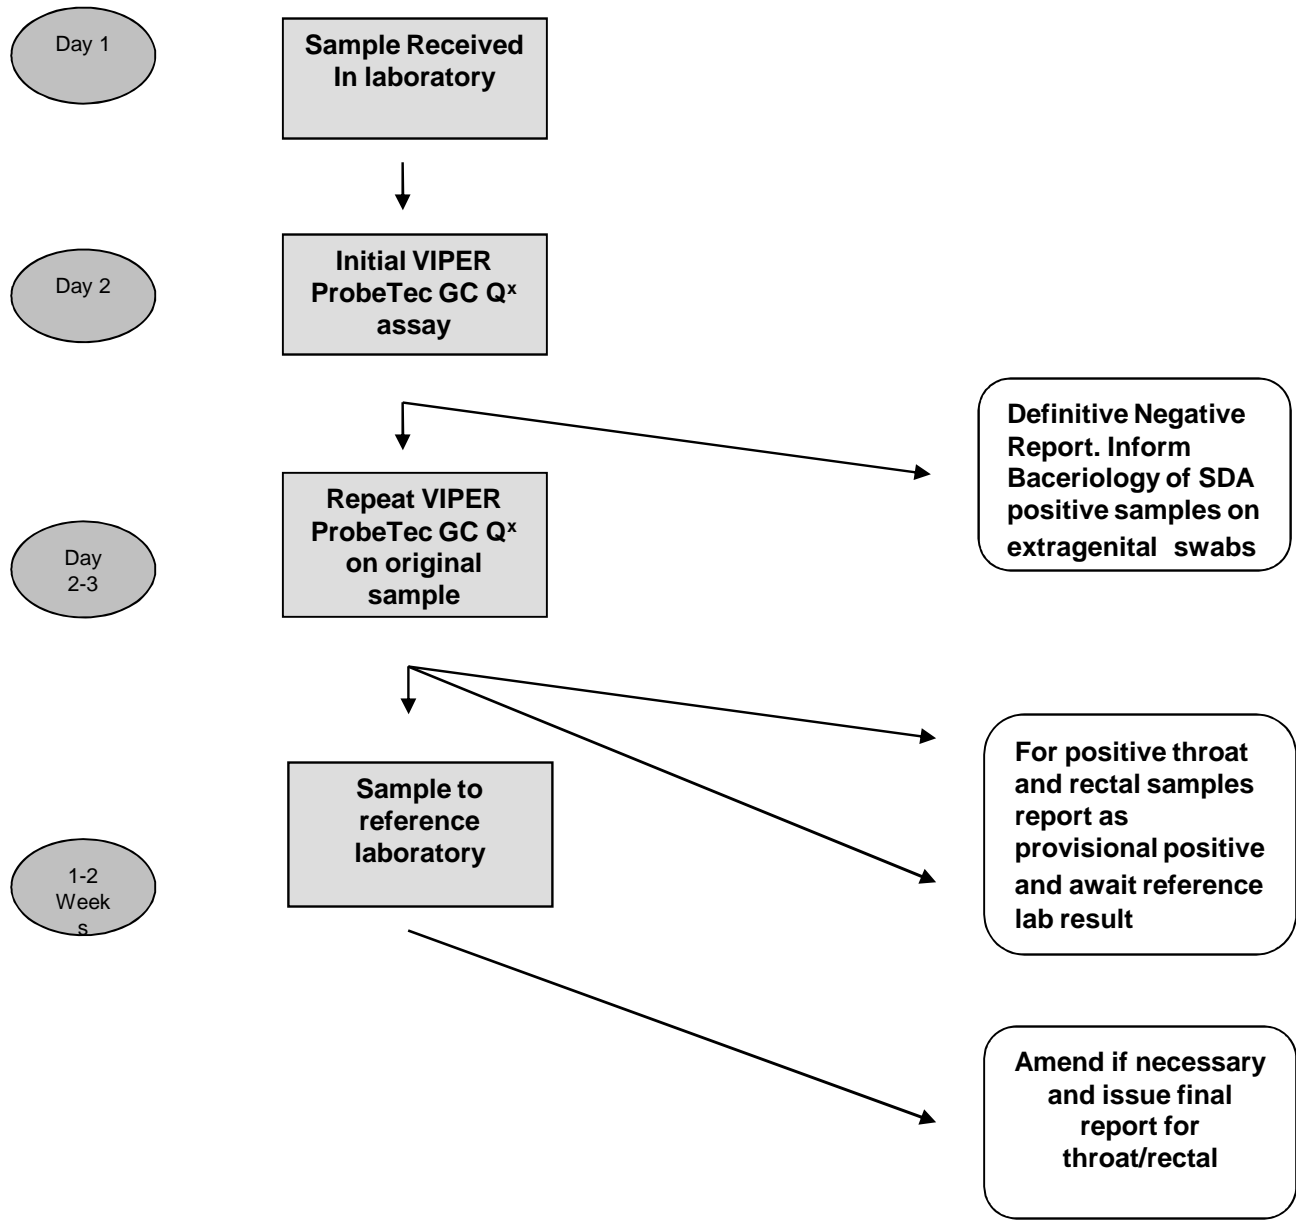 Day 1
Sample Received
In laboratory
Day 2
Initial VIPER
ProbeTec GC Qˣ
assay
Definitive Negative
Report. Inform
Baceriology of SDA
positive samples on
extragenital swabs
Day
2-3
Repeat VIPER
ProbeTec GC Qˣ
on original
sample
For positive throat
and rectal samples
report as
provisional positive
and await reference
lab result
1-2
Week
s
Sample to
reference
laboratory
Amend if necessary
and issue final
report for
throat/rectal